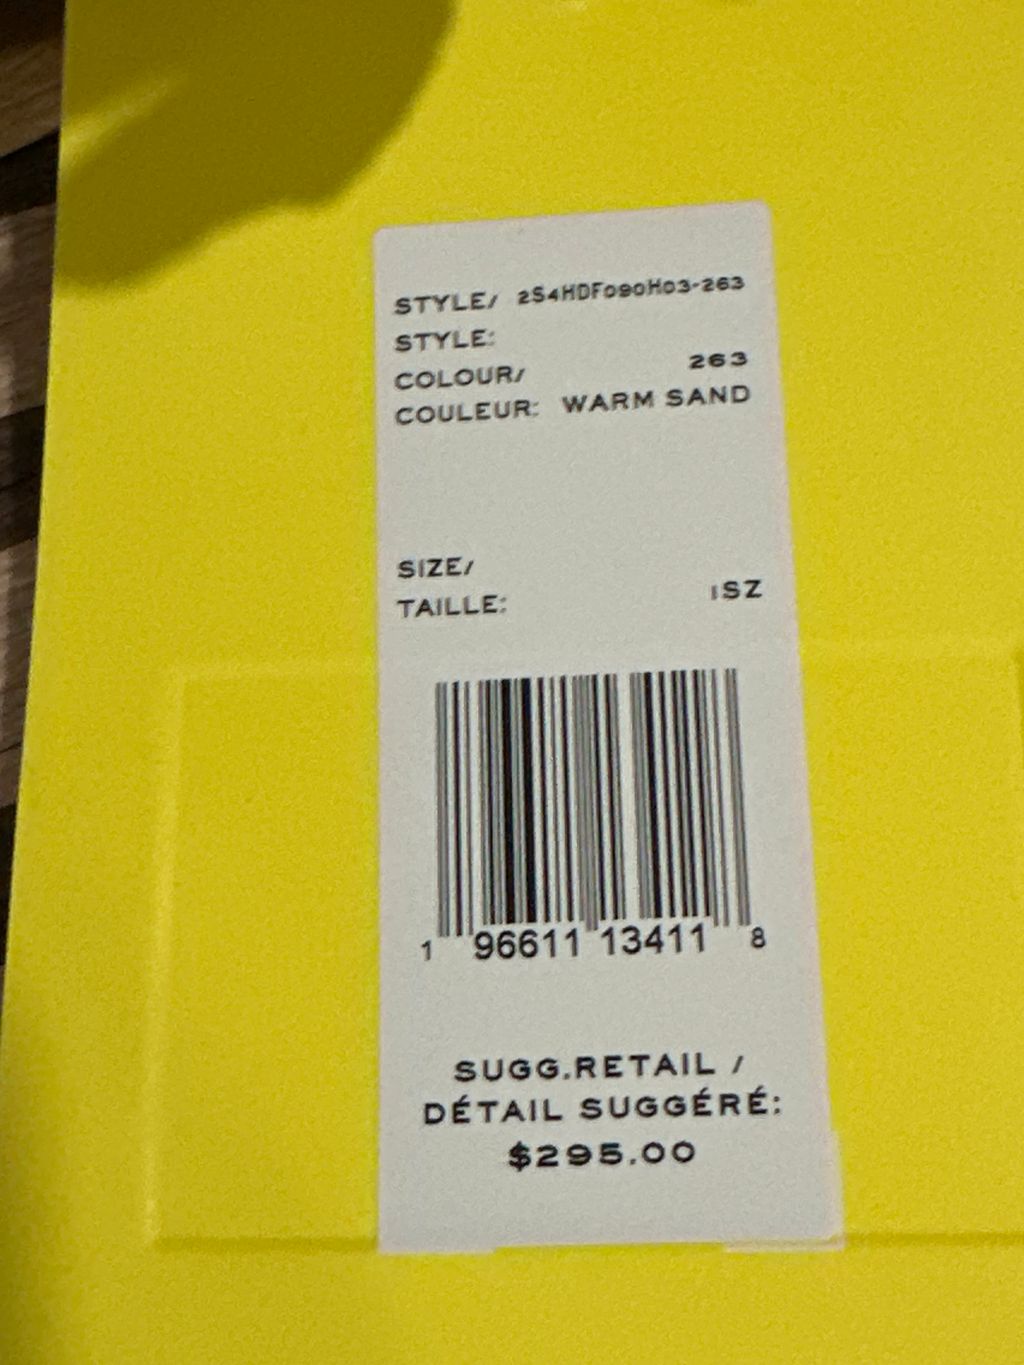 STYLE/ 2S4HDF090H03-263
STYLE:
COLOUR/ 263
COULEUR: WARM SAND
SIZE/
TAILLE: 1SZ
1 96611 13411 8
SUGG.RETAIL /
DÉTAIL SUGGÉRÉ:
$295.00